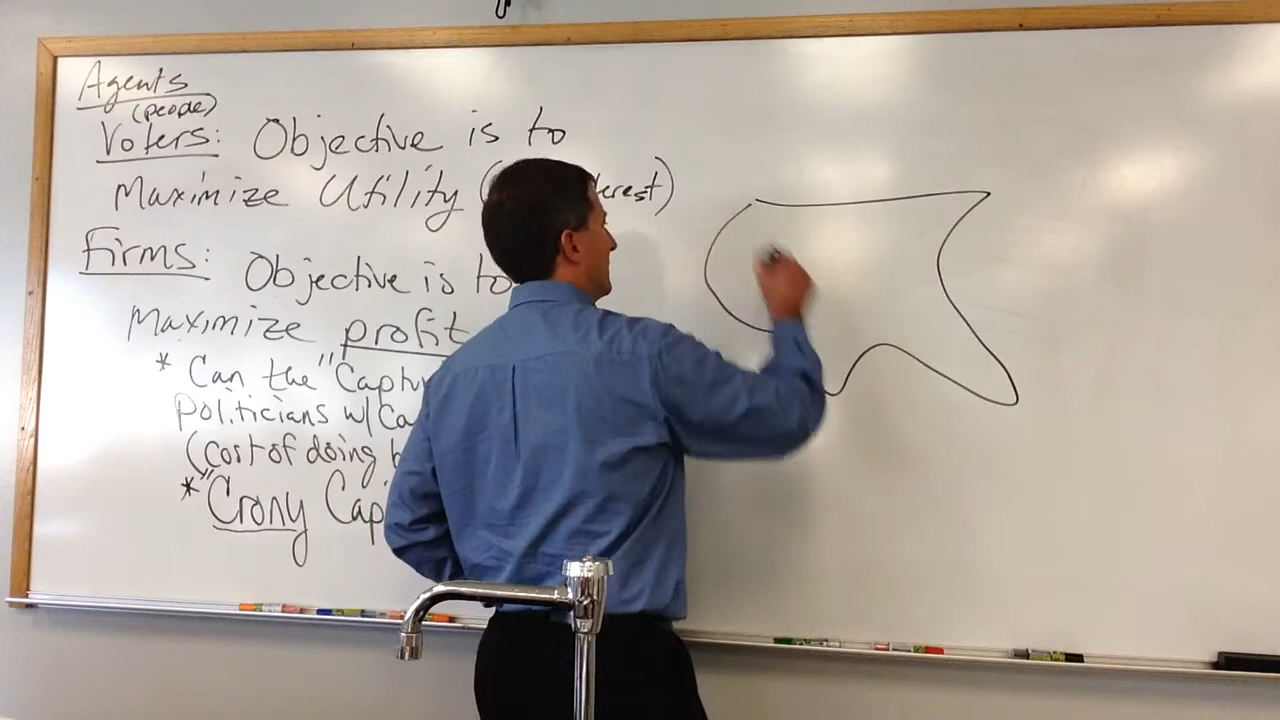 Agents
(people)
Voters: Objective is to
Maximize Utility ( erest)
Firms: Objective is to
Maximize profit
* Can the "Captu
politicians w/ Ca
(cost of doing b
* "Crony Cap